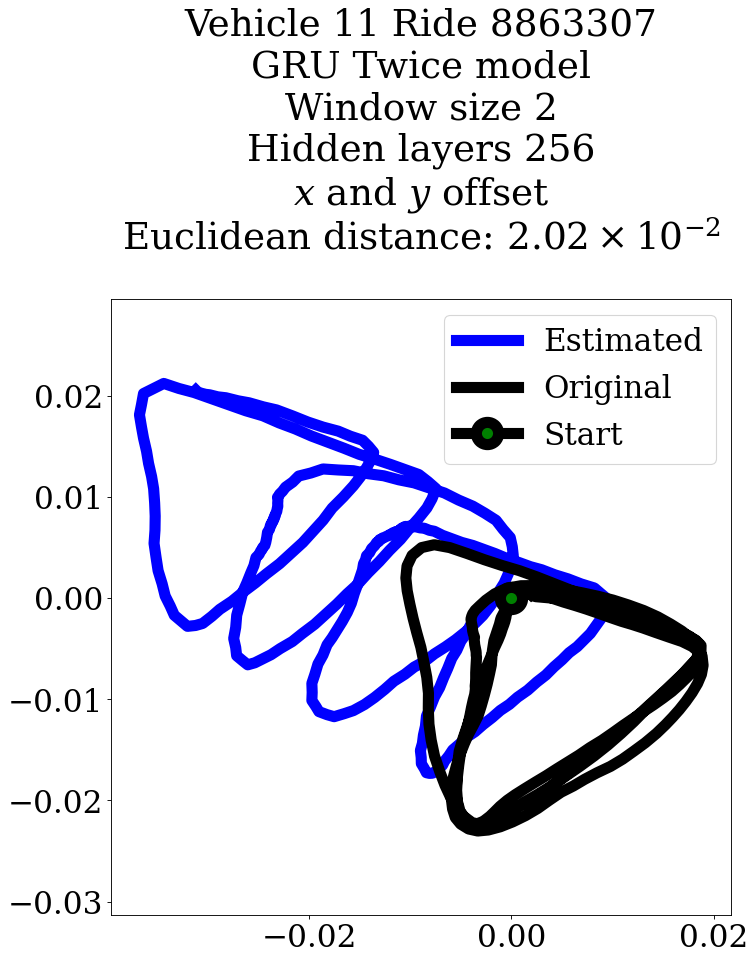 Vehicle 11 Ride 8863307
GRU Twice model
Window size 2
Hidden layers 256
x and y offset
Euclidean distance: 2.02 × 10⁻²
Estimated
Original
Start
0.02
0.01
0.00
−0.01
−0.02
−0.03
−0.02
0.00
0.02